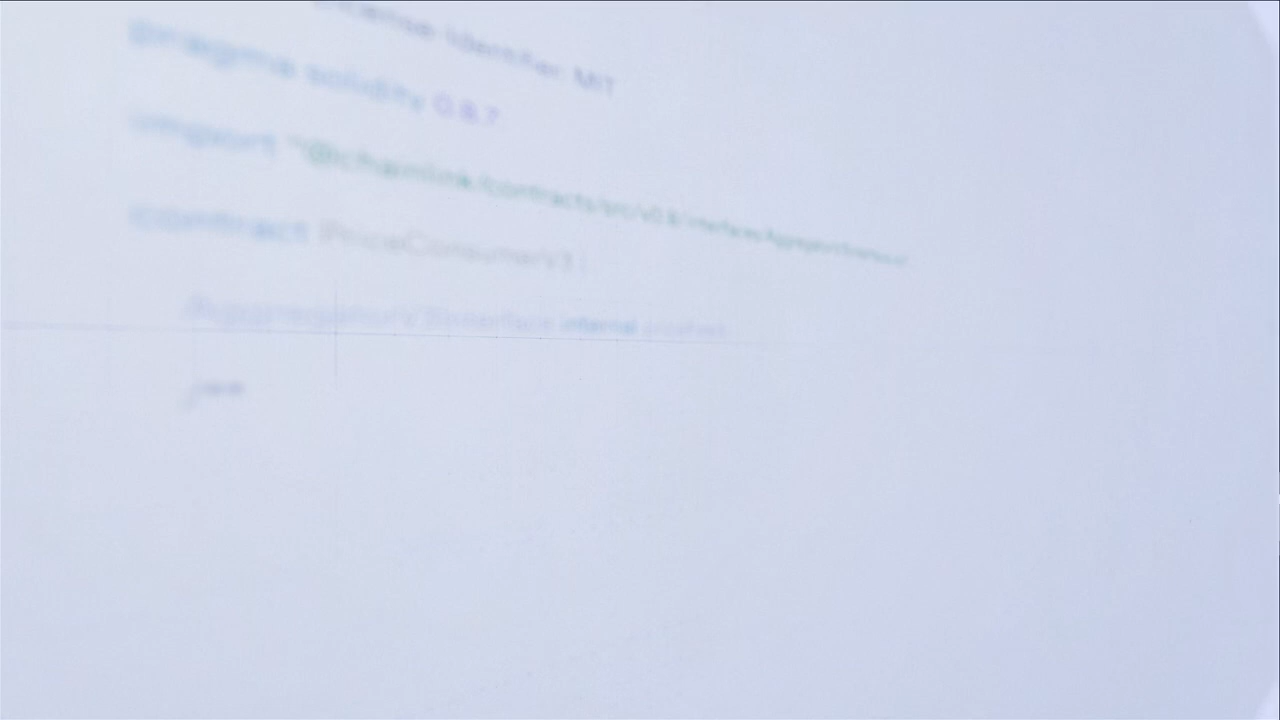 license Identifier: MIT
pragma solidity 0.8.7
import "@chainlink/contracts/src/v0.8/interfaces/
contract PriceConsumerV3 {
AggregatorV3Interface internal priceFeed;
/**